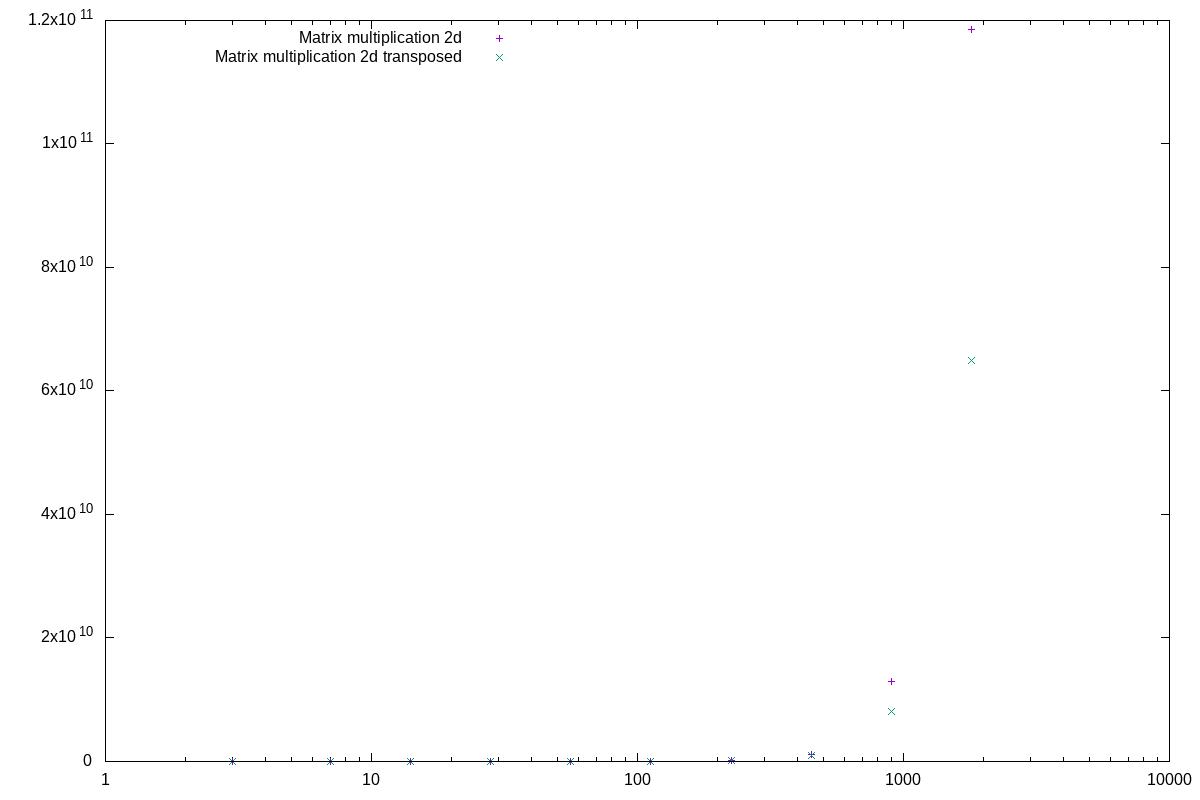 1.2x10 11
Matrix multiplication 2d
Matrix multiplication 2d transposed
1x10 11
8x10 10
6x10 10
4x10 10
2x10 10
0
1 10 100 1000 10000